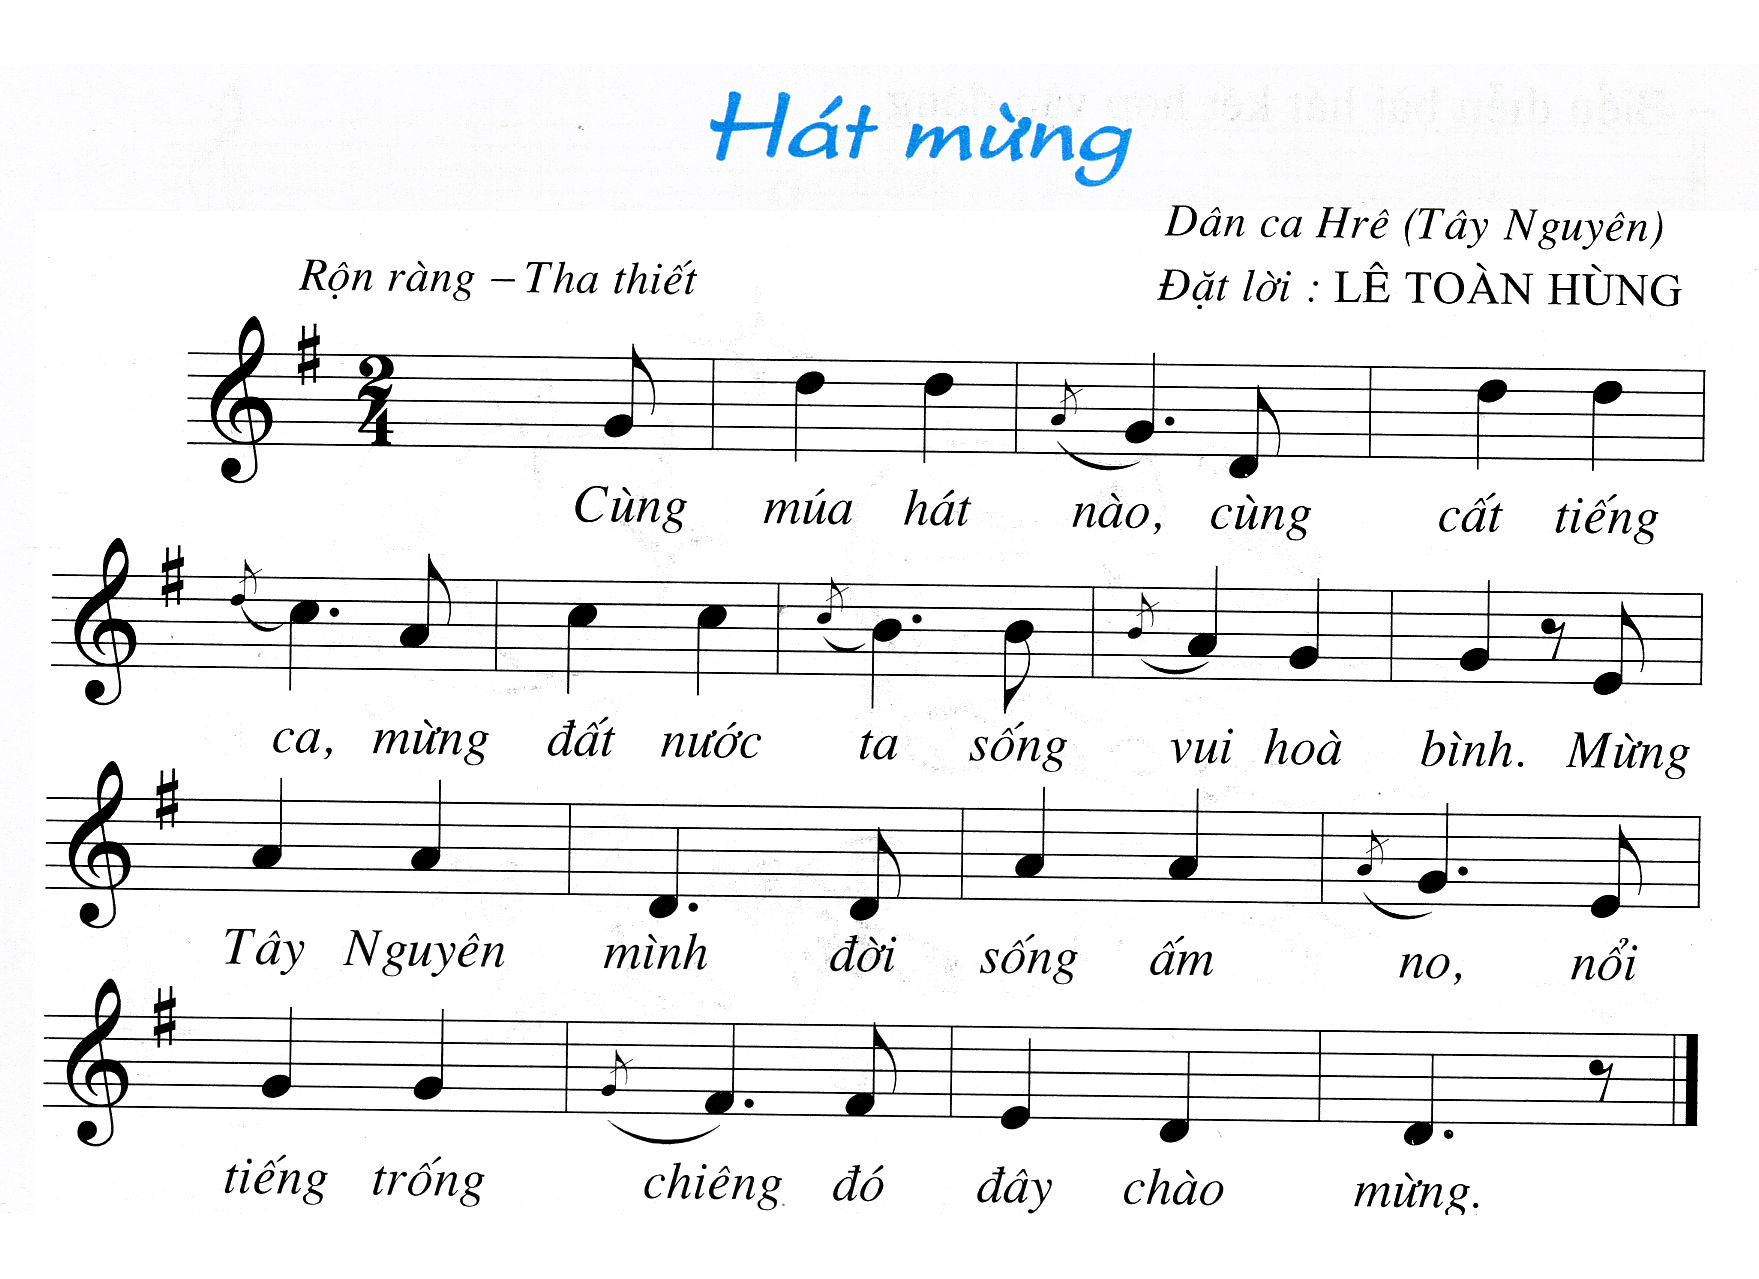 Hát mừng
Dân ca Hrê (Tây Nguyên)
Rộn ràng – Tha thiết
Đặt lời : LÊ TOÀN HÙNG
2
4
Cùng múa hát nào, cùng cất tiếng
ca, mừng đất nước ta sống vui hoà bình. Mừng
Tây Nguyên mình đời sống ấm no, nổi
tiếng trống chiêng đó đây chào mừng.